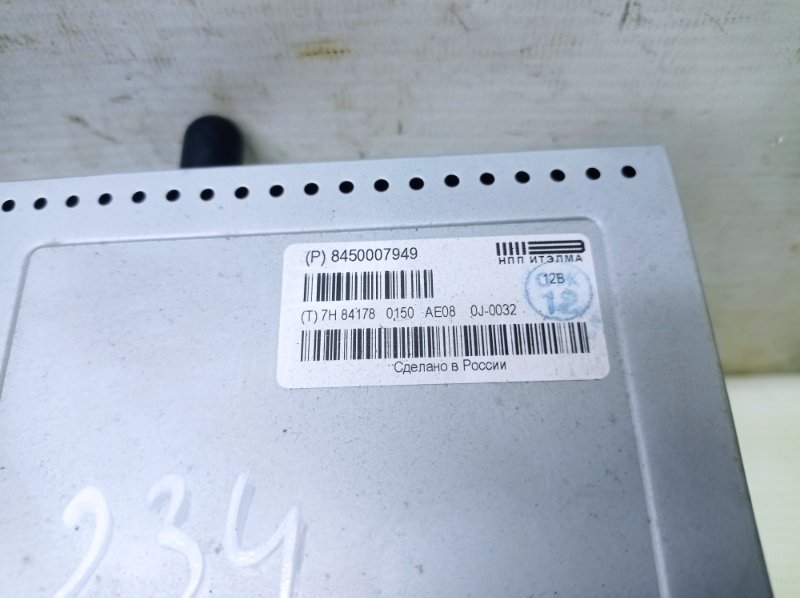 (P) 8450007949
НПП ИТЭЛМА
12В
12
(T) 7H 84178 0150 AE08 0J-0032
Сделано в России
234